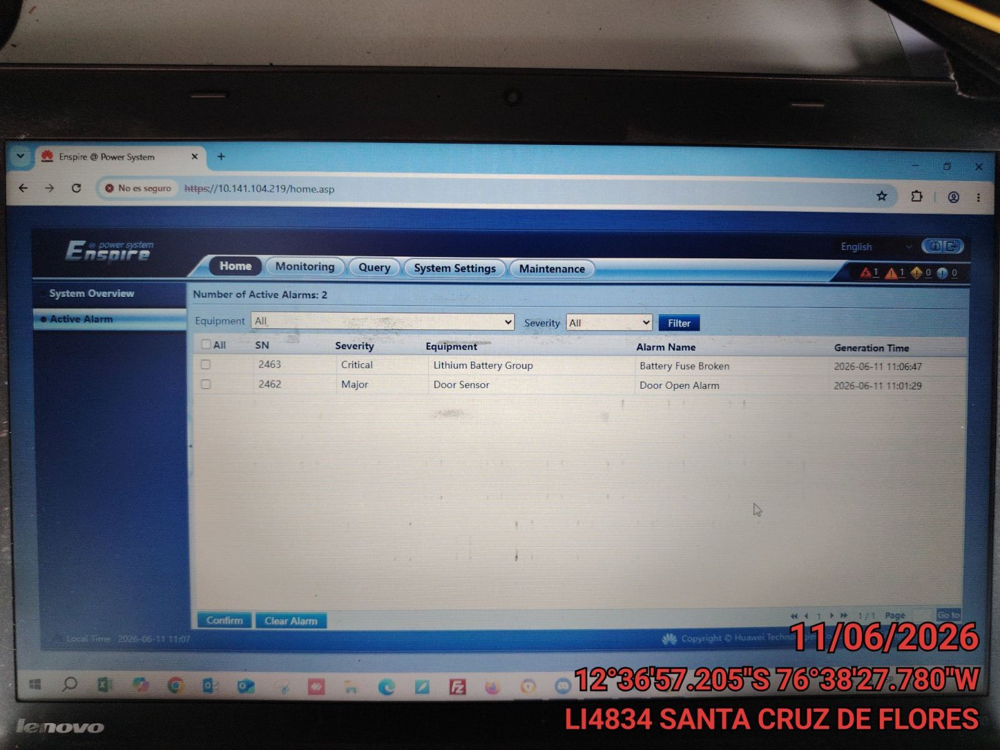 Enspire @ Power System
No es seguro https://10.141.104.219/home.asp
Enspire @ power system
English
Home Monitoring Query System Settings Maintenance
1 1 0 0
System Overview
Active Alarm
Number of Active Alarms: 2
Equipment All Severity All Filter
All SN Severity Equipment Alarm Name Generation Time
2463 Critical Lithium Battery Group Battery Fuse Broken 2026-06-11 11:06:47
2462 Major Door Sensor Door Open Alarm 2026-06-11 11:01:29
Confirm Clear Alarm
1 1 / 1 Page Go to
Local Time 2026-06-11 11:07
Copyright © Huawei
11/06/2026
12°36'57.205"S 76°38'27.780"W
LI4834 SANTA CRUZ DE FLORES
lenovo